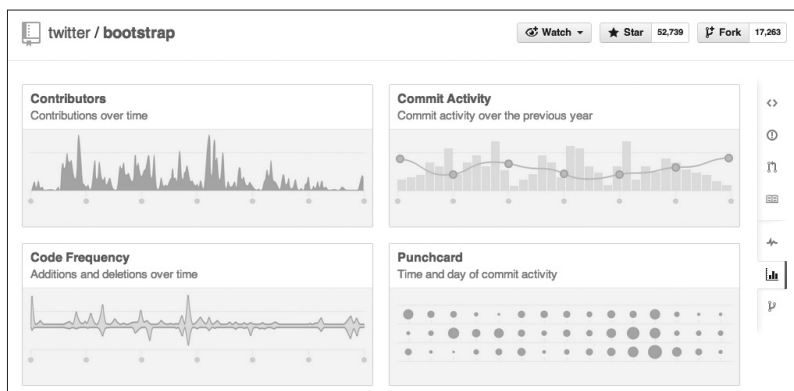 twitter / bootstrap
Watch
Star 52,739
Fork 17,263
Contributors
Contributions over time
Commit Activity
Commit activity over the previous year
Code Frequency
Additions and deletions over time
Punchcard
Time and day of commit activity